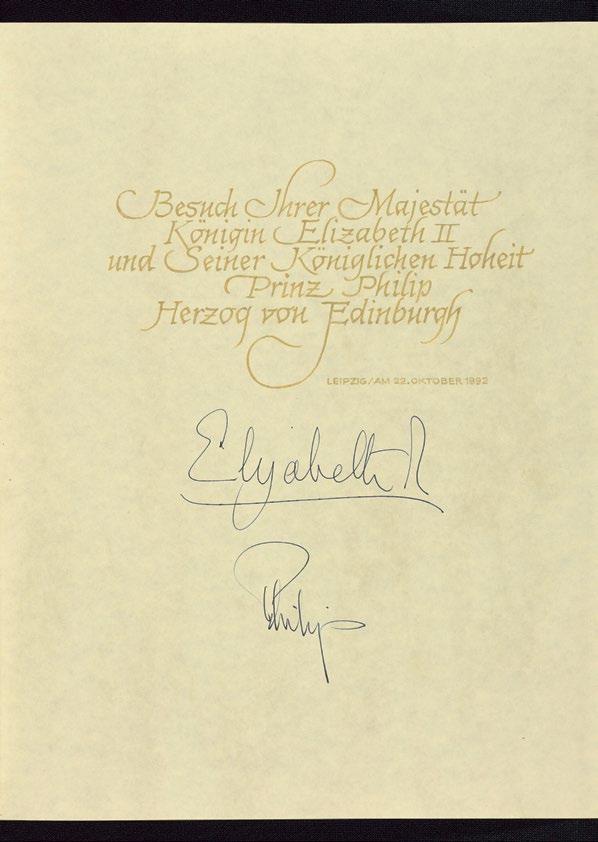 Besuch Ihrer Majestät
Königin Elizabeth II
und Seiner Königlichen Hoheit
Prinz Philip
Herzog von Edinburgh
LEIPZIG/AM 22. OKTOBER 1992
Elizabeth R
Philip